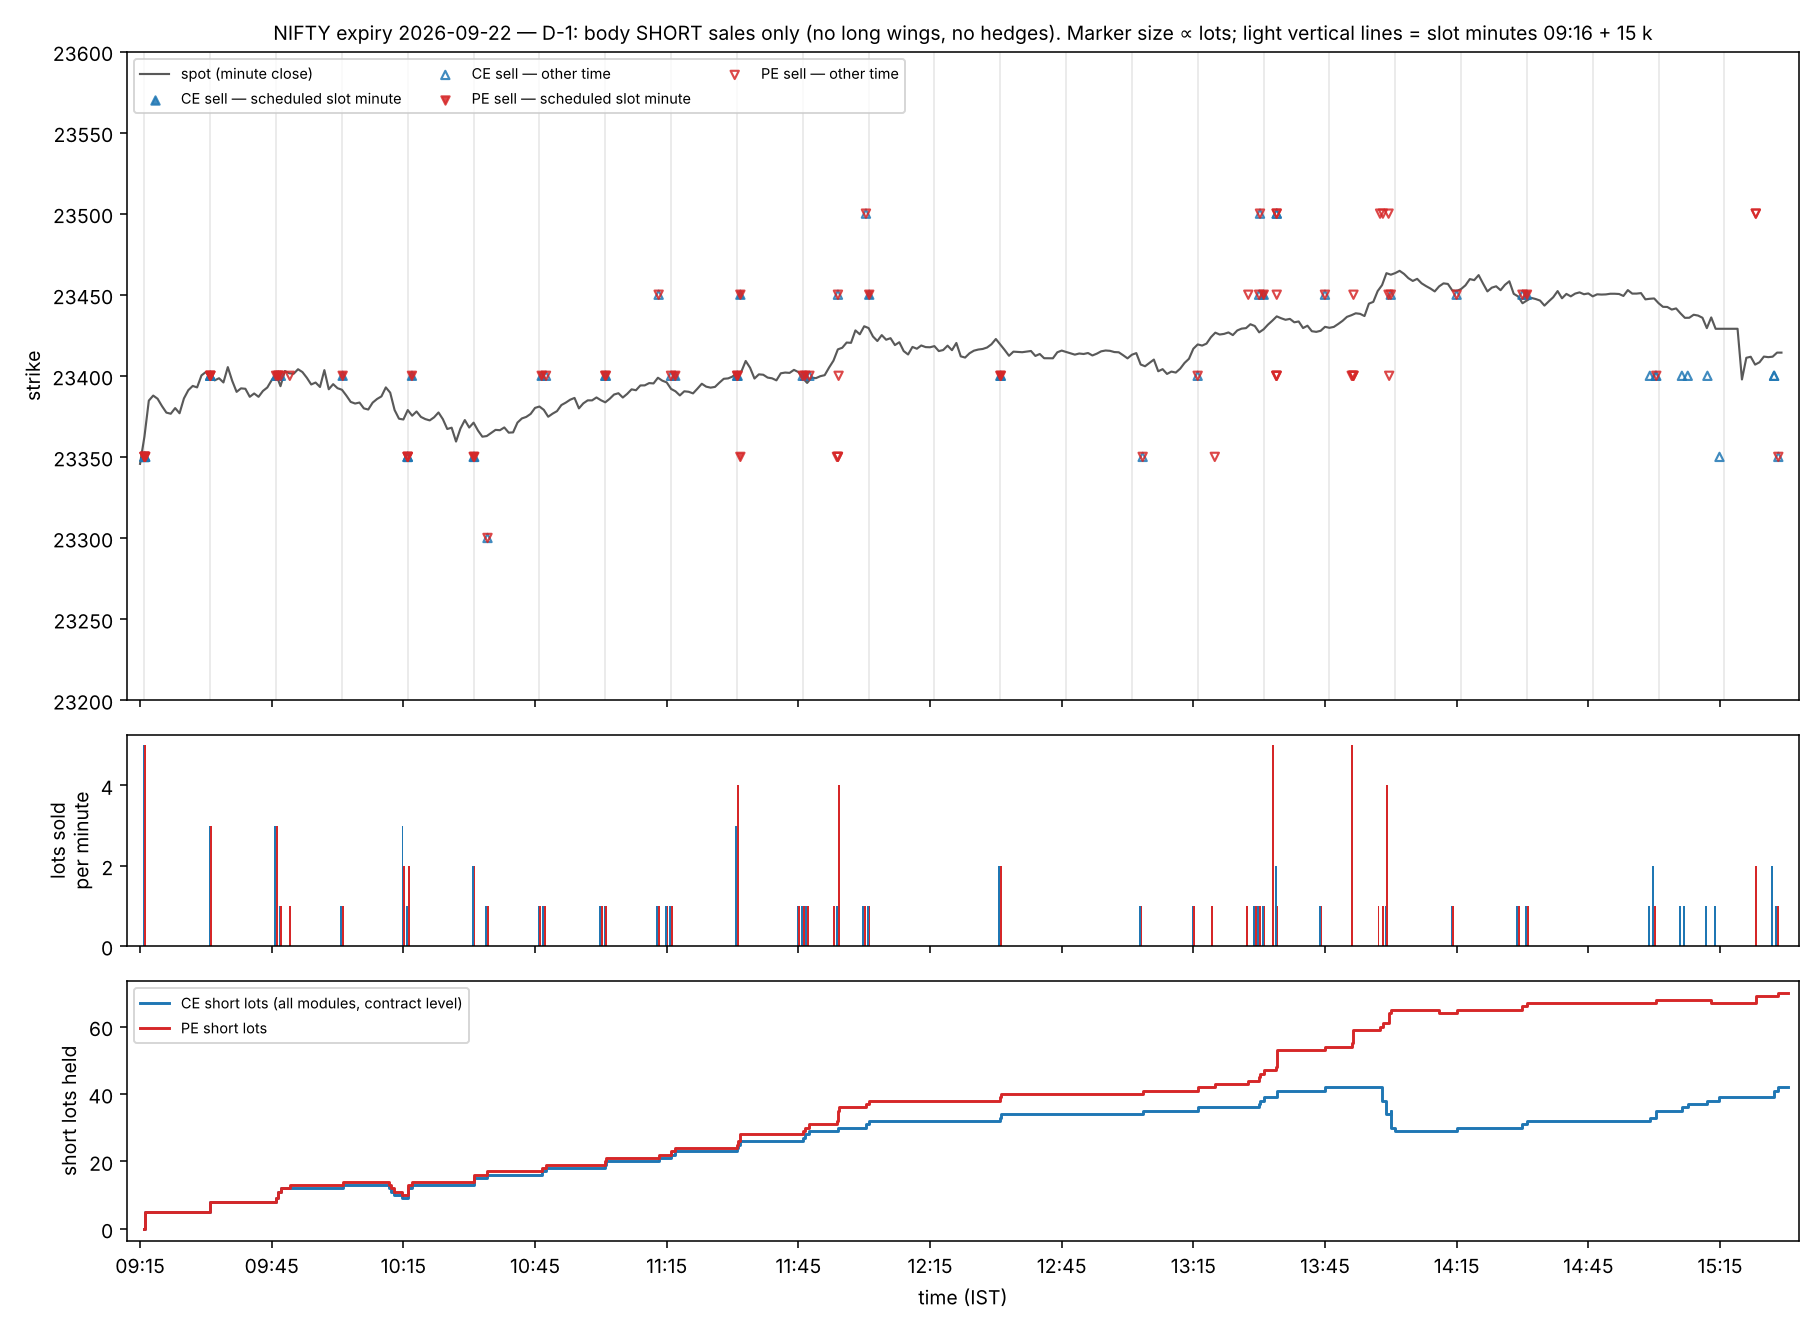 NIFTY expiry 2026-09-22 — D-1: body SHORT sales only (no long wings, no hedges). Marker size ∝ lots; light vertical lines = slot minutes 09:16 + 15 k
spot (minute close)
CE sell — scheduled slot minute
CE sell — other time
PE sell — scheduled slot minute
PE sell — other time
strike
23600
23550
23500
23450
23400
23350
23300
23250
23200
lots sold
per minute
4
2
0
CE short lots (all modules, contract level)
PE short lots
short lots held
60
40
20
0
09:15 09:45 10:15 10:45 11:15 11:45 12:15 12:45 13:15 13:45 14:15 14:45 15:15
time (IST)